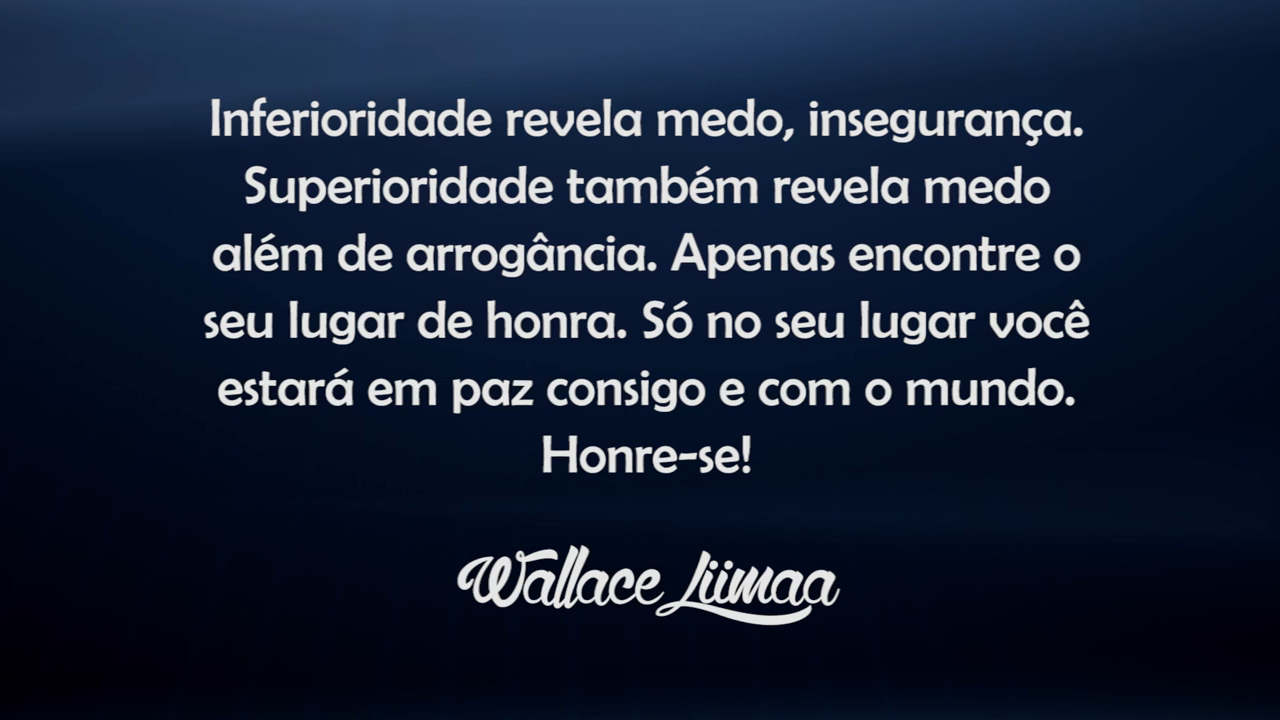 Inferioridade revela medo, insegurança.
Superioridade também revela medo
além de arrogância. Apenas encontre o
seu lugar de honra. Só no seu lugar você
estará em paz consigo e com o mundo.
Honre-se!
Wallace Liimaa